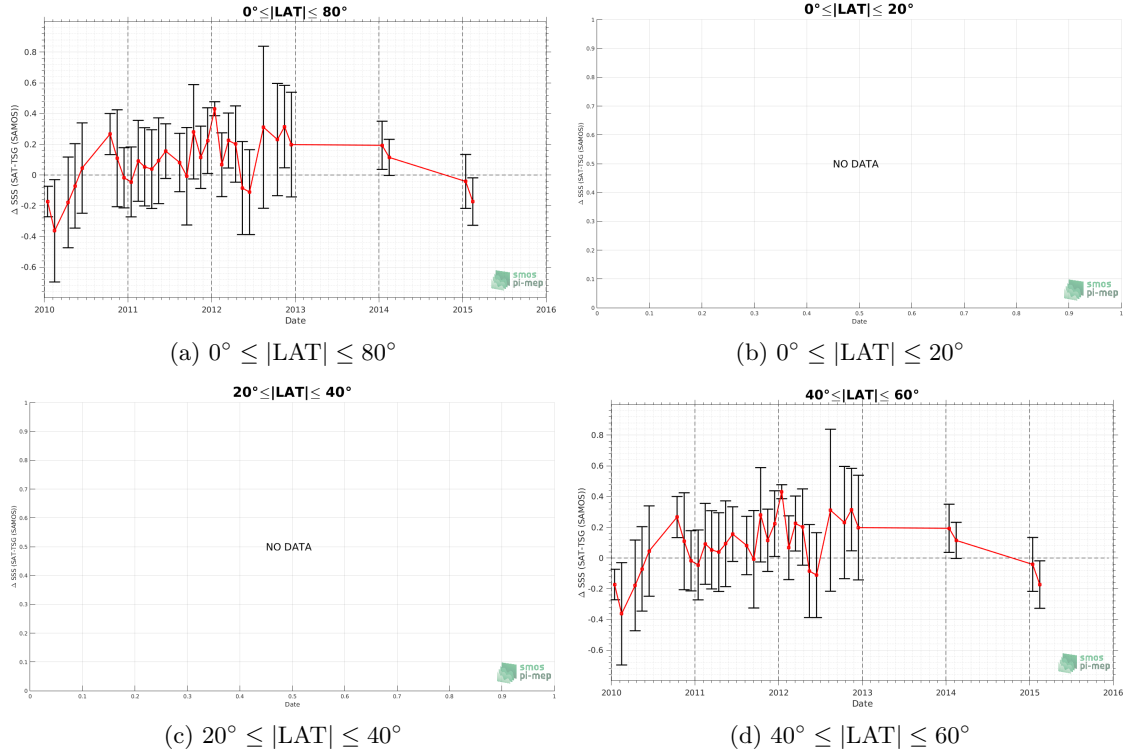 0°≤|LAT|≤ 80°
Δ SSS (SAT-TSG (SAMOS))
0.8
0.6
0.4
0.2
0
-0.2
-0.4
-0.6
2010 2011 2012 2013 2014 2015 2016
Date
smos
pi-mep
(a) 0° ≤ |LAT| ≤ 80°
0°≤|LAT|≤ 20°
Δ SSS (SAT-TSG (SAMOS))
1
0.9
0.8
0.7
0.6
0.5
0.4
0.3
0.2
0.1
0
NO DATA
0 0.1 0.2 0.3 0.4 0.5 0.6 0.7 0.8 0.9 1
Date
smos
pi-mep
(b) 0° ≤ |LAT| ≤ 20°
20°≤|LAT|≤ 40°
Δ SSS (SAT-TSG (SAMOS))
1
0.9
0.8
0.7
0.6
0.5
0.4
0.3
0.2
0.1
0
NO DATA
0 0.1 0.2 0.3 0.4 0.5 0.6 0.7 0.8 0.9 1
Date
smos
pi-mep
(c) 20° ≤ |LAT| ≤ 40°
40°≤|LAT|≤ 60°
Δ SSS (SAT-TSG (SAMOS))
0.8
0.6
0.4
0.2
0
-0.2
-0.4
-0.6
2010 2011 2012 2013 2014 2015 2016
Date
smos
pi-mep
(d) 40° ≤ |LAT| ≤ 60°